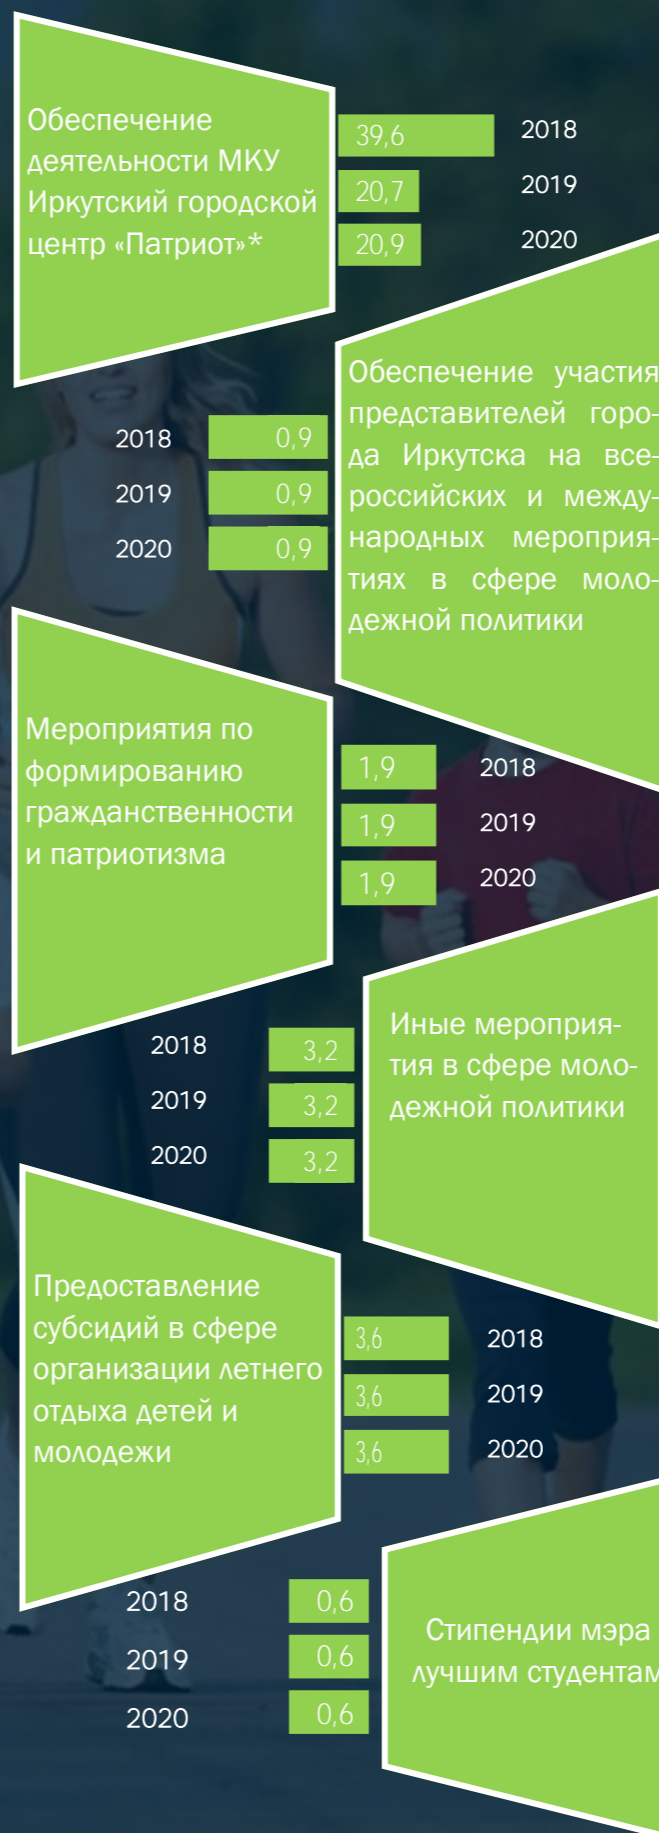 Обеспечение
деятельности МКУ
Иркутский городской
центр «Патриот»*
39,6 2018
20,7 2019
20,9 2020
Обеспечение участия
представителей горо-
да Иркутска на все-
российских и между-
народных мероприя-
тиях в сфере моло-
дежной политики
2018 0,9
2019 0,9
2020 0,9
Мероприятия по
формированию
гражданственности
и патриотизма
1,9 2018
1,9 2019
1,9 2020
Иные мероприя-
тия в сфере моло-
дежной политики
2018 3,2
2019 3,2
2020 3,2
Предоставление
субсидий в сфере
организации летнего
отдыха детей и
молодежи
3,6 2018
3,6 2019
3,6 2020
Стипендии мэра
лучшим студентам
2018 0,6
2019 0,6
2020 0,6